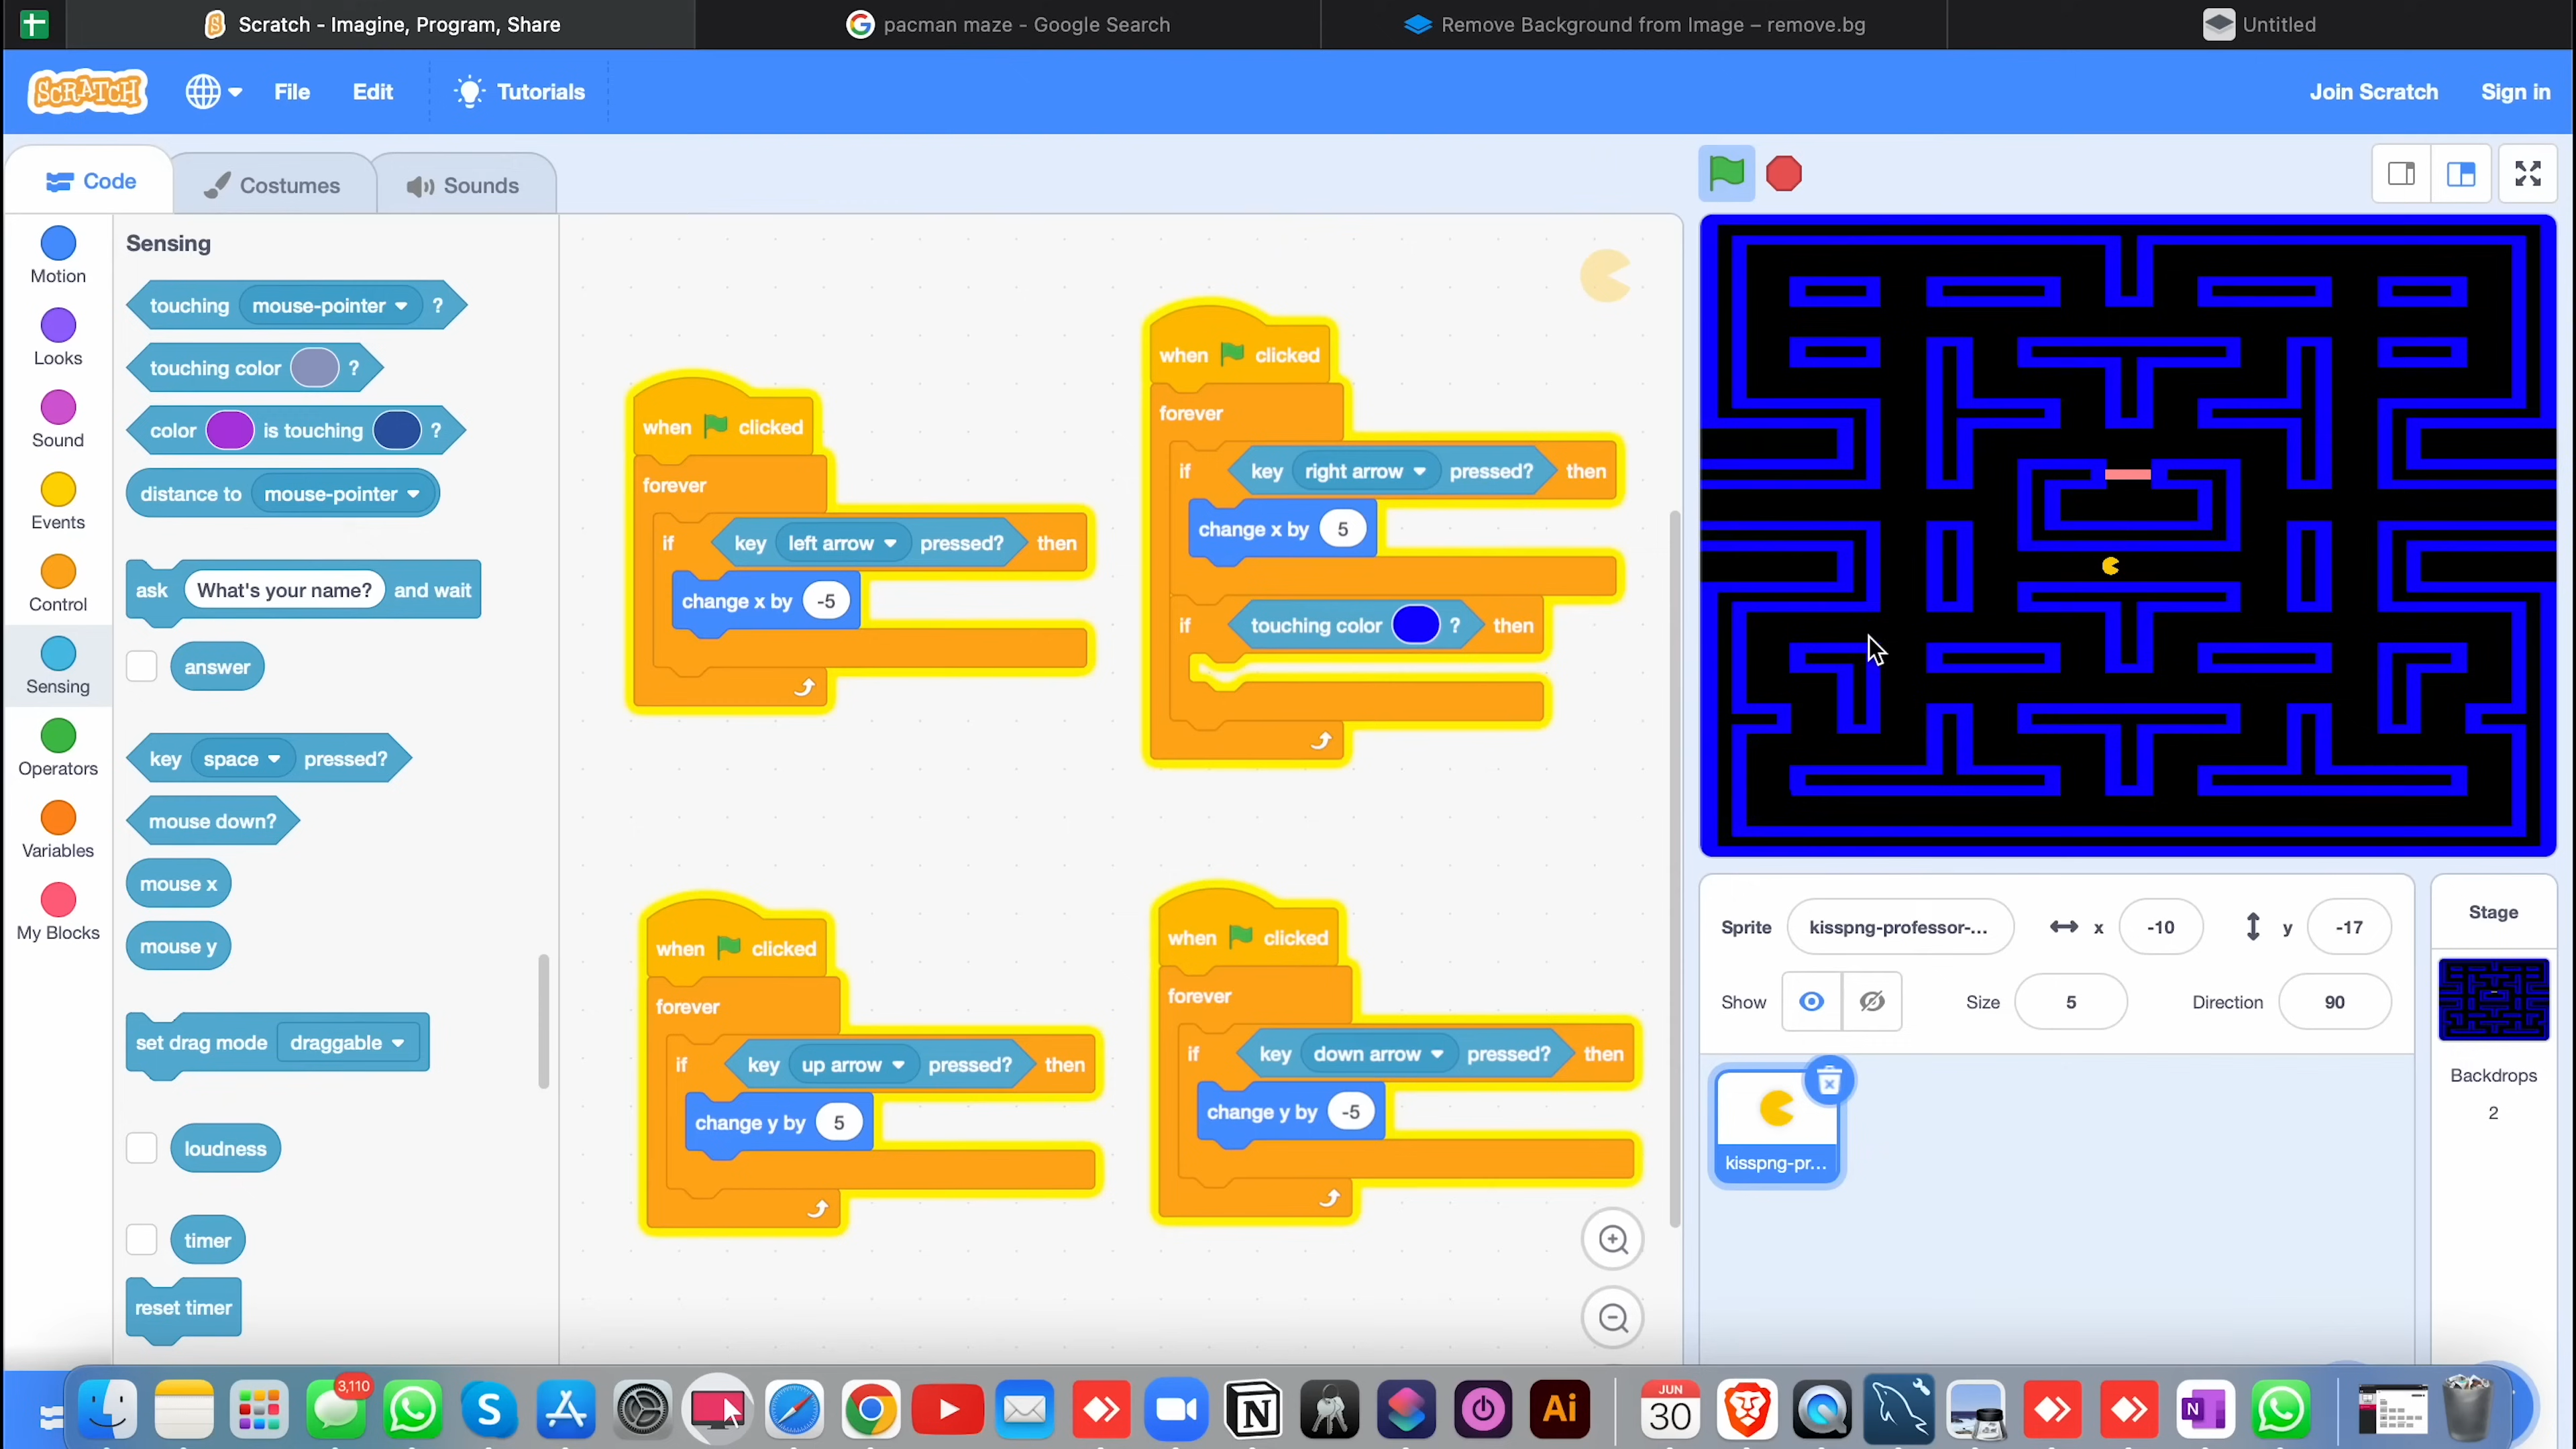 Scratch - Imagine, Program, Share
pacman maze - Google Search
Remove Background from Image – remove.bg
Untitled
SCRATCH
File
Edit
Tutorials
Join Scratch
Sign in
Code
Costumes
Sounds
Motion
Looks
Sound
Events
Control
Sensing
Operators
Variables
My Blocks
Sensing
touching mouse-pointer ?
touching color ?
color is touching ?
distance to mouse-pointer
ask What's your name? and wait
answer
key space pressed?
mouse down?
mouse x
mouse y
set drag mode draggable
loudness
timer
reset timer
when clicked
forever
if key left arrow pressed? then
change x by -5
when clicked
forever
if key right arrow pressed? then
change x by 5
if touching color ? then
when clicked
forever
if key up arrow pressed? then
change y by 5
when clicked
forever
if key down arrow pressed? then
change y by -5
Sprite kisspng-professor-... x -10 y -17
Show Size 5 Direction 90
kisspng-pr...
Stage
Backdrops
2
3,110
S
N
Ai
JUN
30
N